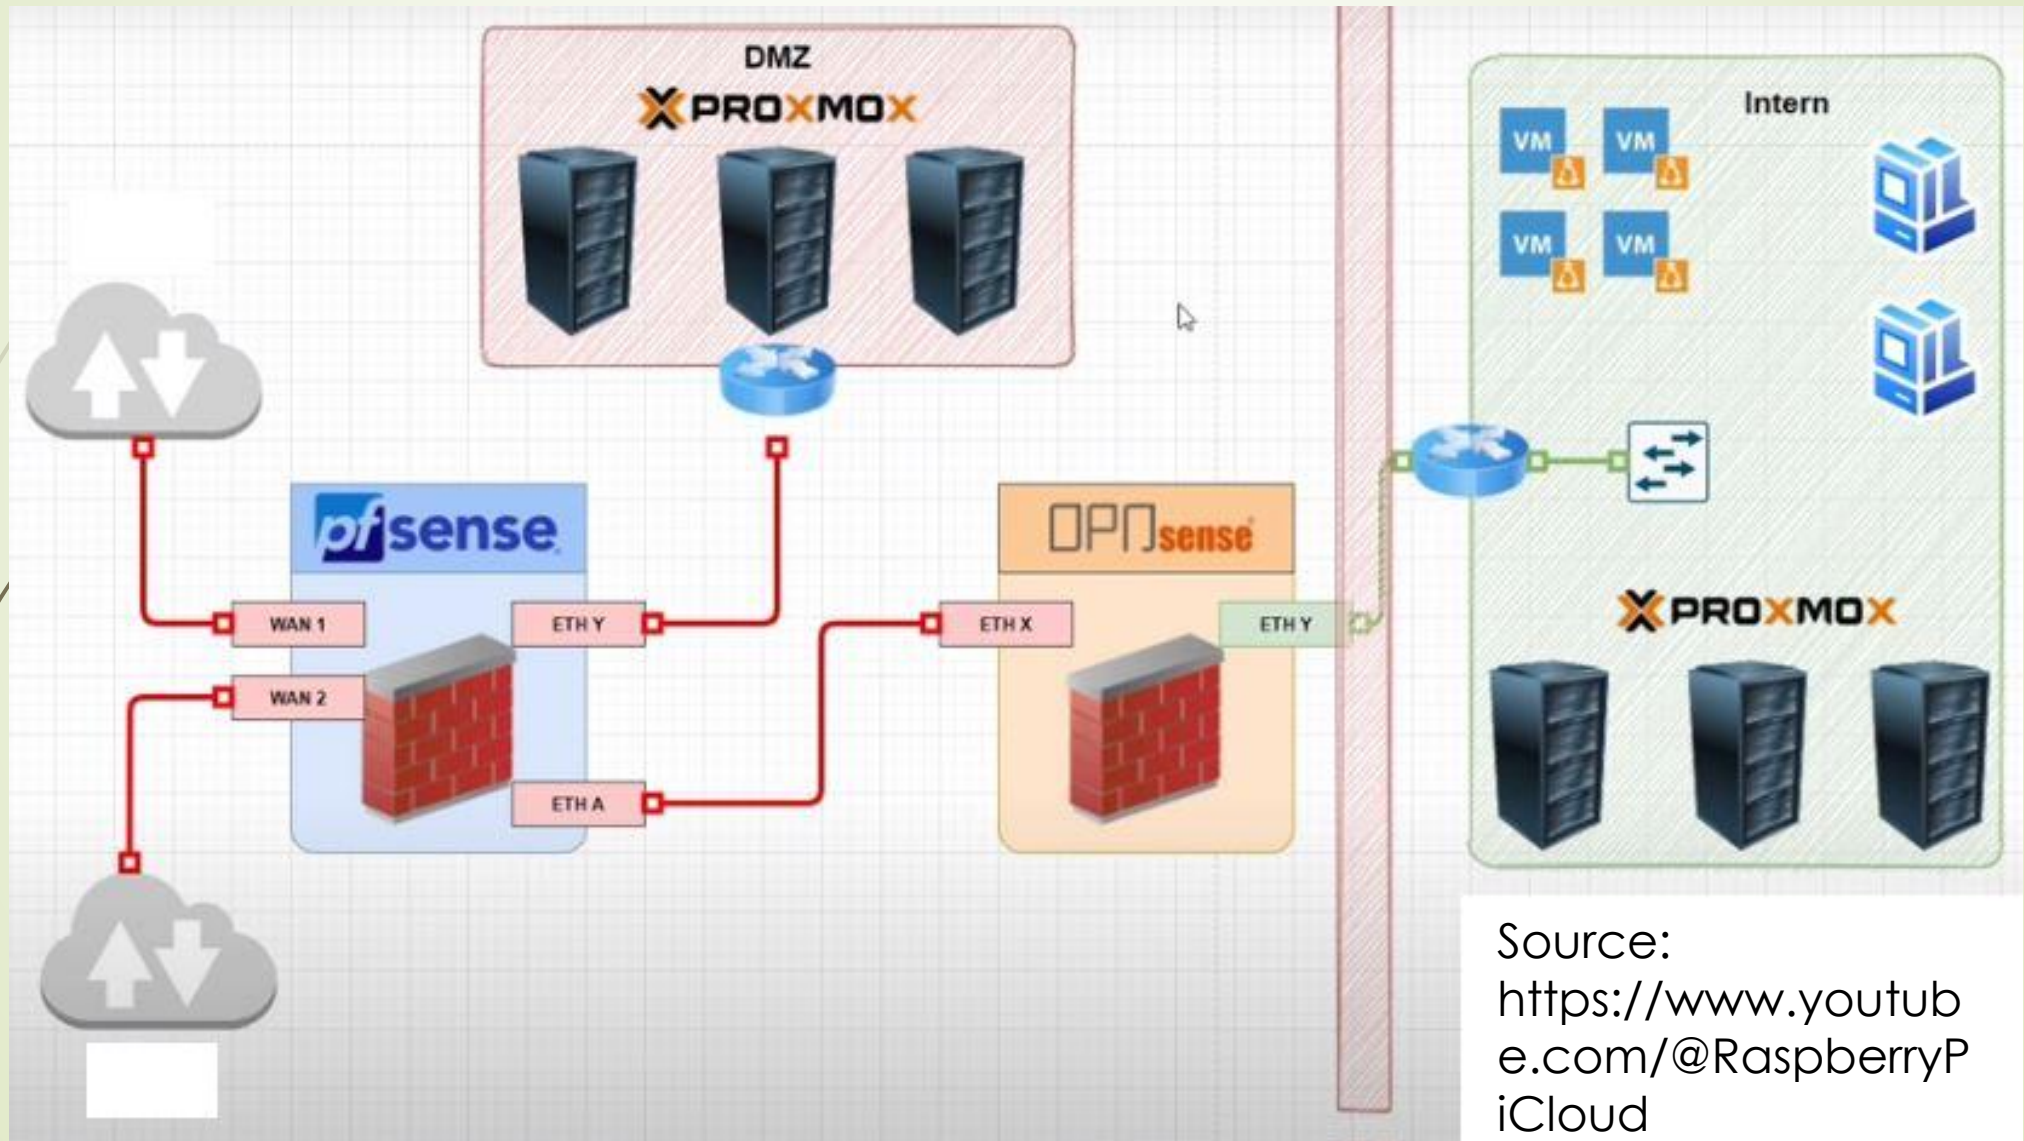 DMZ
PROXMOX
Intern
VM
VM
VM
VM
pfsense
OPNsense
WAN 1
ETH Y
ETH X
ETH Y
WAN 2
ETH A
PROXMOX
Source:
https://www.youtub
e.com/@RaspberryP
iCloud